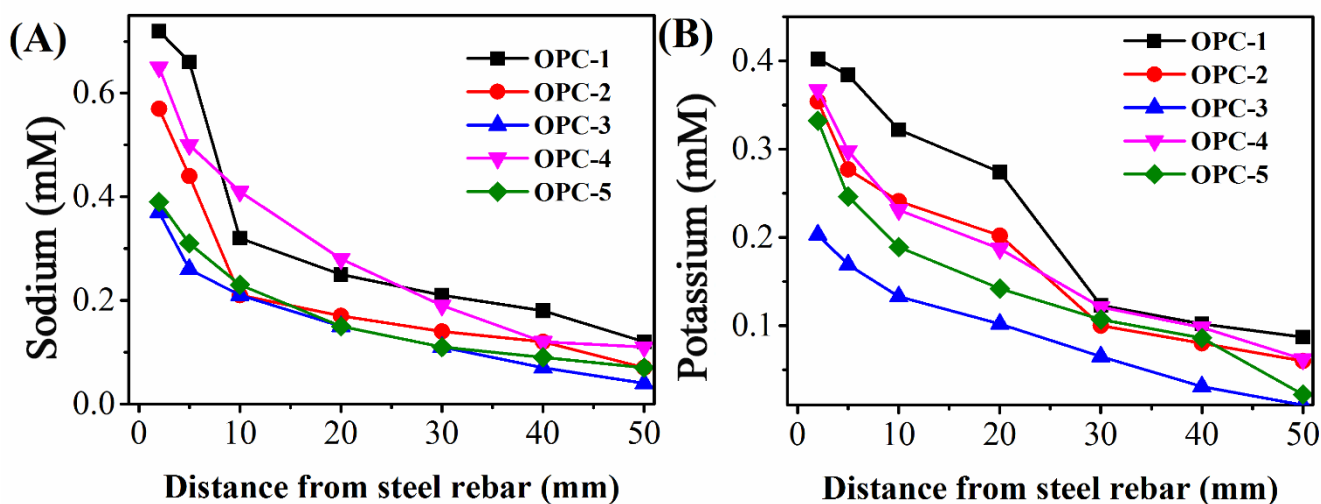 (A)
OPC-1
OPC-2
OPC-3
OPC-4
OPC-5
Sodium (mM)
0.6
0.4
0.2
0.0
0 10 20 30 40 50
Distance from steel rebar (mm)
(B)
OPC-1
OPC-2
OPC-3
OPC-4
OPC-5
Potassium (mM)
0.4
0.3
0.2
0.1
0 10 20 30 40 50
Distance from steel rebar (mm)